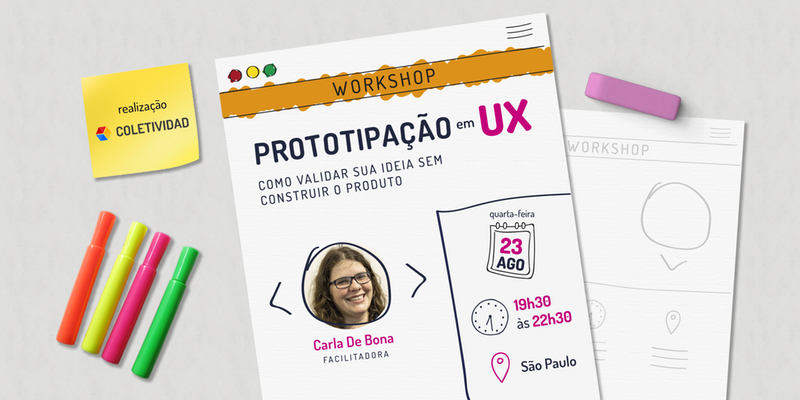 realização
COLETIVIDAD
WORKSHOP
PROTOTIPAÇÃO em UX
COMO VALIDAR SUA IDEIA SEM
CONSTRUIR O PRODUTO
Carla De Bona
FACILITADORA
quarta-feira
23
AGO
19h30
às 22h30
São Paulo
WORKSHOP